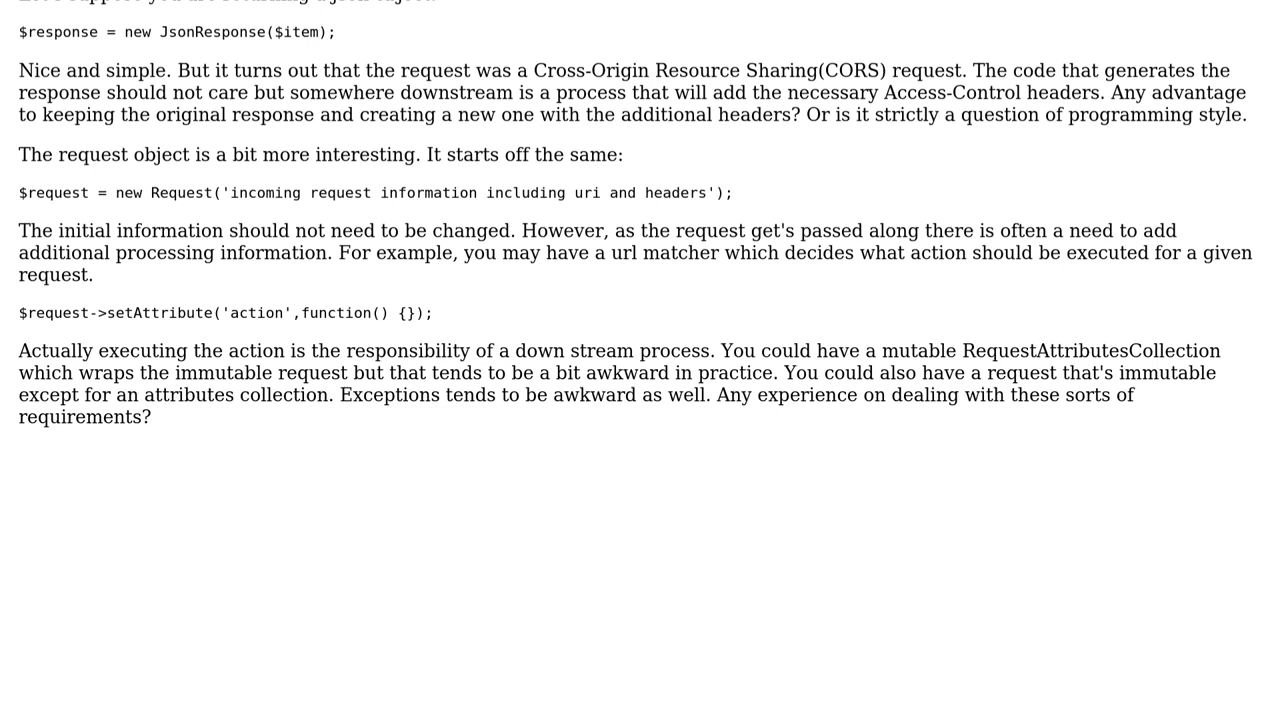 $response = new JsonResponse($item);
Nice and simple. But it turns out that the request was a Cross-Origin Resource Sharing(CORS) request. The code that generates the
response should not care but somewhere downstream is a process that will add the necessary Access-Control headers. Any advantage
to keeping the original response and creating a new one with the additional headers? Or is it strictly a question of programming style.
The request object is a bit more interesting. It starts off the same:
$request = new Request('incoming request information including uri and headers');
The initial information should not need to be changed. However, as the request get's passed along there is often a need to add
additional processing information. For example, you may have a url matcher which decides what action should be executed for a given
request.
$request->setAttribute('action',function() {});
Actually executing the action is the responsibility of a down stream process. You could have a mutable RequestAttributesCollection
which wraps the immutable request but that tends to be a bit awkward in practice. You could also have a request that's immutable
except for an attributes collection. Exceptions tends to be awkward as well. Any experience on dealing with these sorts of
requirements?